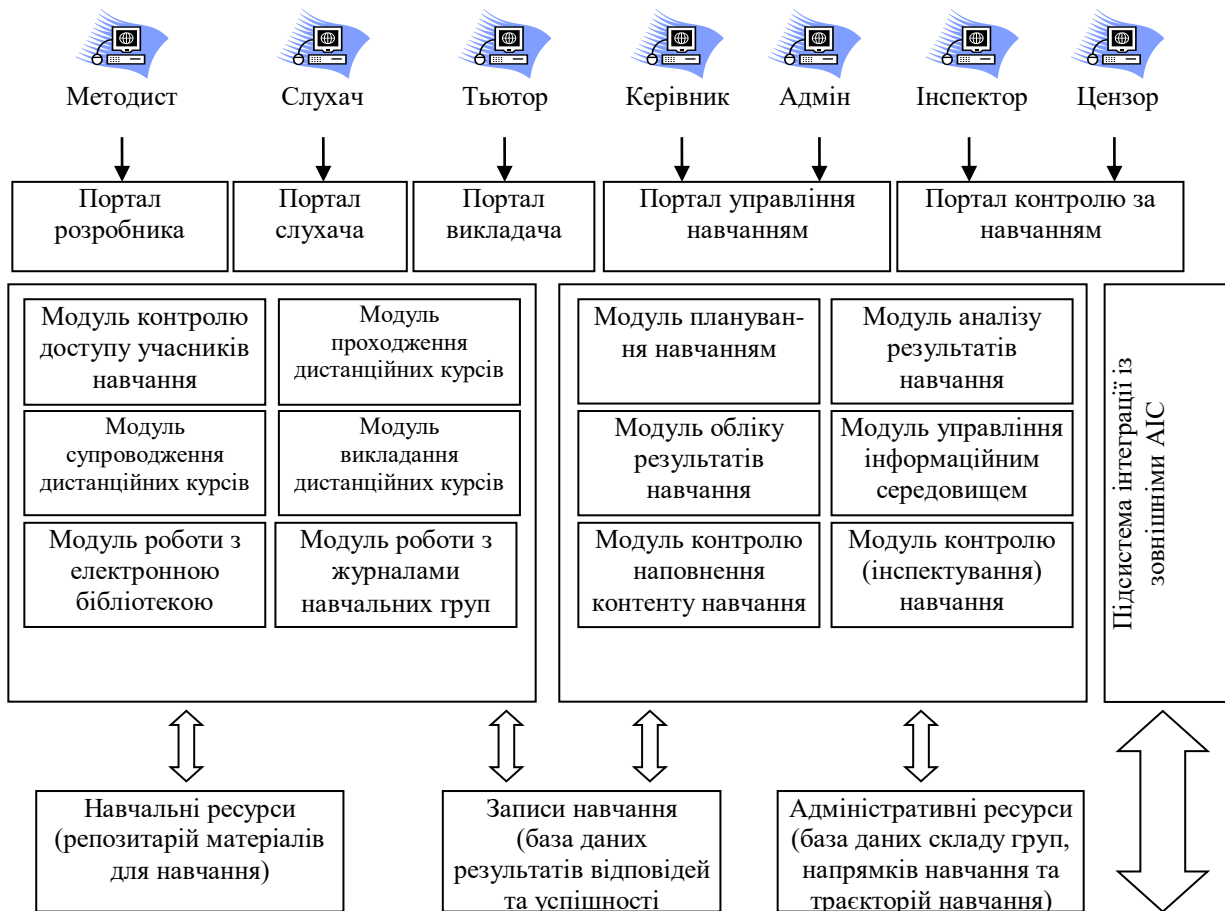 Методист
Слухач
Тьютор
Керівник
Адмін
Інспектор
Цензор
Портал
розробника
Портал
слухача
Портал
викладача
Портал управління
навчанням
Портал контролю за
навчанням
Модуль контролю
доступу учасників
навчання
Модуль
проходження
дистанційних курсів
Модуль
супроводження
дистанційних курсів
Модуль
викладання
дистанційних курсів
Модуль роботи з
електронною
бібліотекою
Модуль роботи з
журналами
навчальних груп
Модуль плануван-
ня навчанням
Модуль аналізу
результатів
навчання
Модуль обліку
результатів
навчання
Модуль управління
інформаційним
середовищем
Модуль контролю
наповнення
контенту навчання
Модуль контролю
(інспектування)
навчання
Підсистема інтеграції із
зовнішніми АІС
Навчальні ресурси
(репозитарій матеріалів
для навчання)
Записи навчання
(база даних
результатів відповідей
та успішності
Адміністративні ресурси
(база даних складу груп,
напрямків навчання та
траєкторій навчання)